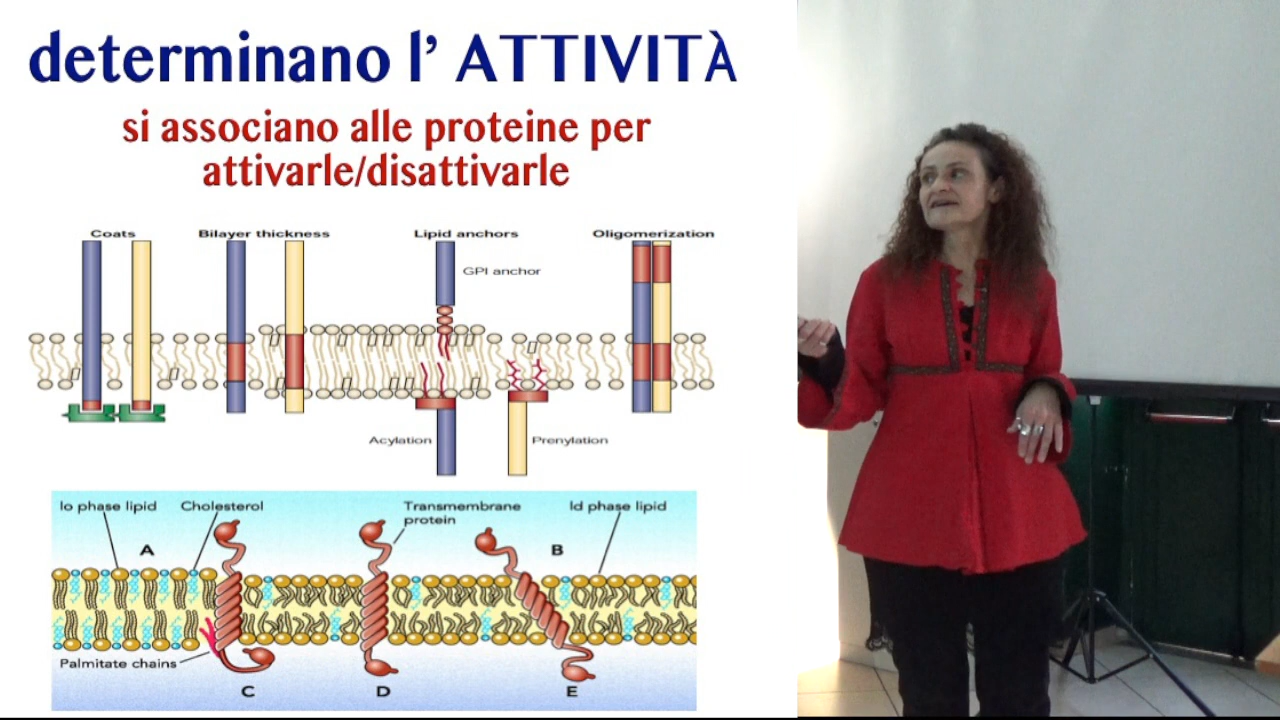 determinano l’ ATTIVITÀ
si associano alle proteine per
attivarle/disattivarle
Coats
Bilayer thickness
Lipid anchors
Oligomerization
GPI anchor
Acylation
Prenylation
lo phase lipid
Cholesterol
Transmembrane
protein
ld phase lipid
A
B
Palmitate chains
C
D
E